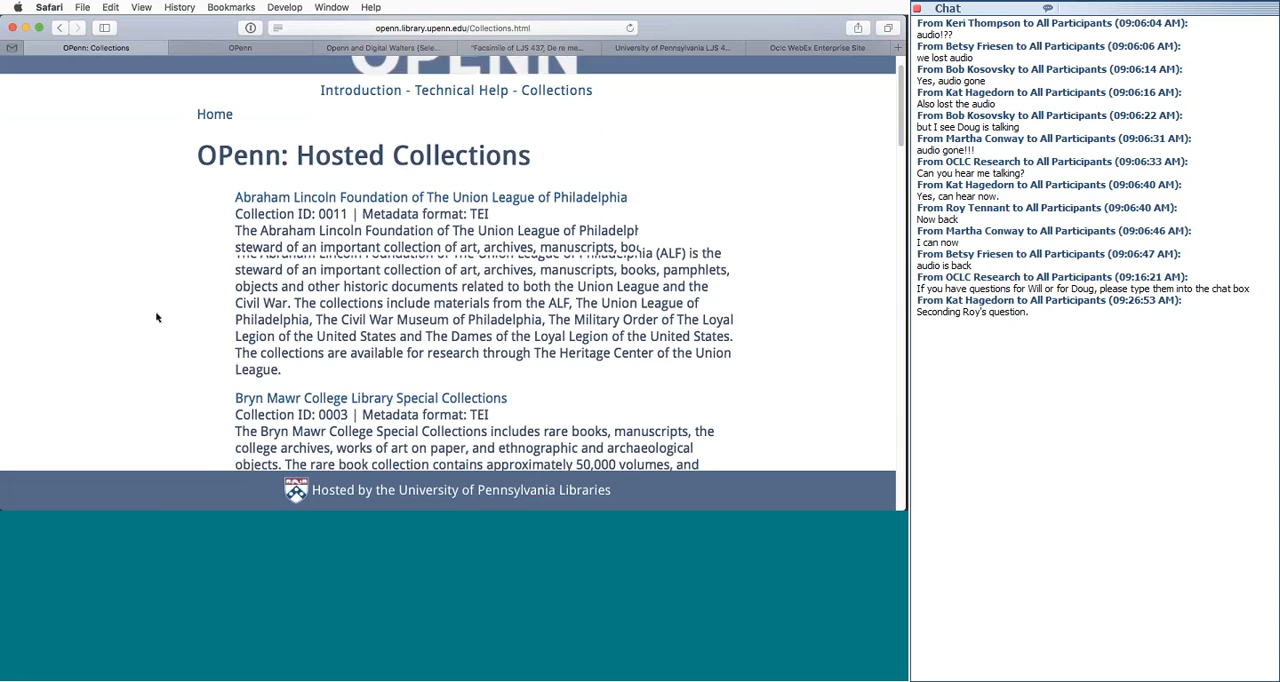 Safari File Edit View History Bookmarks Develop Window Help
openn.library.upenn.edu/Collections.html
OPenn: Collections
OPenn
Openn and Digital Walters {Sele...
"Facsimile of LJS 437, De re me...
University of Pennsylvania LJS 4...
Oclc WebEx Enterprise Site
OPENN
Introduction - Technical Help - Collections
Home
OPenn: Hosted Collections
Abraham Lincoln Foundation of The Union League of Philadelphia
Collection ID: 0011 | Metadata format: TEI
The Abraham Lincoln Foundation of The Union League of Philadelph
steward of an important collection of art, archives, manuscripts, bo
The Abraham Lincoln Foundation of The Union League of Philadelphia (ALF) is the
steward of an important collection of art, archives, manuscripts, books, pamphlets,
objects and other historic documents related to both the Union League and the
Civil War. The collections include materials from the ALF, The Union League of
Philadelphia, The Civil War Museum of Philadelphia, The Military Order of The Loyal
Legion of the United States and The Dames of the Loyal Legion of the United States.
The collections are available for research through The Heritage Center of the Union
League.
Bryn Mawr College Library Special Collections
Collection ID: 0003 | Metadata format: TEI
The Bryn Mawr College Special Collections includes rare books, manuscripts, the
college archives, works of art on paper, and ethnographic and archaeological
objects. The rare book collection contains approximately 50,000 volumes, and
Hosted by the University of Pennsylvania Libraries
Chat
From Keri Thompson to All Participants (09:06:04 AM):
audio!??
From Betsy Friesen to All Participants (09:06:06 AM):
we lost audio
From Bob Kosovsky to All Participants (09:06:14 AM):
Yes, audio gone
From Kat Hagedorn to All Participants (09:06:16 AM):
Also lost the audio
From Bob Kosovsky to All Participants (09:06:22 AM):
but I see Doug is talking
From Martha Conway to All Participants (09:06:31 AM):
audio gone!!!
From OCLC Research to All Participants (09:06:33 AM):
Can you hear me talking?
From Kat Hagedorn to All Participants (09:06:40 AM):
Yes, can hear now.
From Roy Tennant to All Participants (09:06:40 AM):
Now back
From Martha Conway to All Participants (09:06:46 AM):
I can now
From Betsy Friesen to All Participants (09:06:47 AM):
audio is back
From OCLC Research to All Participants (09:16:21 AM):
If you have questions for Will or for Doug, please type them into the chat box
From Kat Hagedorn to All Participants (09:26:53 AM):
Seconding Roy's question.